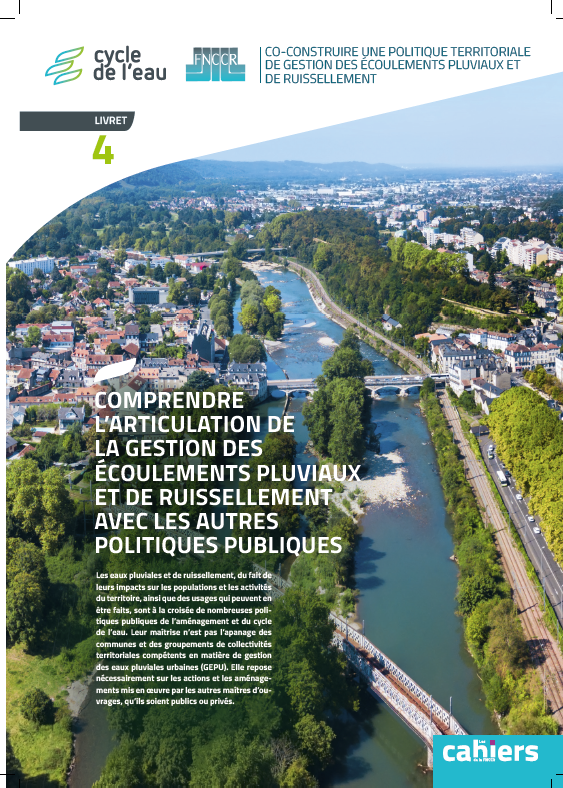 cycle
de l'eau
FNCCR
CO-CONSTRUIRE UNE POLITIQUE TERRITORIALE
DE GESTION DES ÉCOULEMENTS PLUVIAUX ET
DE RUISSELLEMENT
LIVRET
4
COMPRENDRE
L'ARTICULATION DE
LA GESTION DES
ÉCOULEMENTS PLUVIAUX
ET DE RUISSELLEMENT
AVEC LES AUTRES
POLITIQUES PUBLIQUES
Les eaux pluviales et de ruissellement, du fait de
leurs impacts sur les populations et les activités
du territoire, ainsi que des usages qui peuvent en
être faits, sont à la croisée de nombreuses poli-
tiques publiques de l'aménagement et du cycle
de l'eau. Leur maîtrise n'est pas l'apanage des
communes et des groupements de collectivités
territoriales compétents en matière de gestion
des eaux pluviales urbaines (GEPU). Elle repose
nécessairement sur les actions et les aménage-
ments mis en œuvre par les autres maîtres d'ou-
vrages, qu'ils soient publics ou privés.
Les
cahiers
de la FNCCR